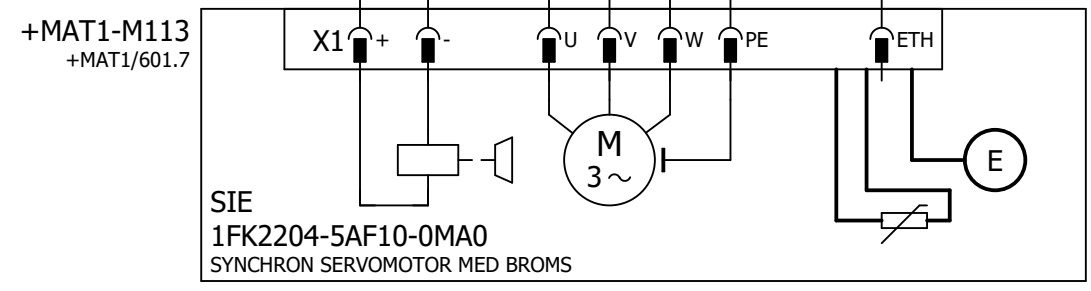 +MAT1-M113
+MAT1/601.7
X1 + - U V W PE ETH
M
3~
E
SIE
1FK2204-5AF10-0MA0
SYNCHRON SERVOMOTOR MED BROMS